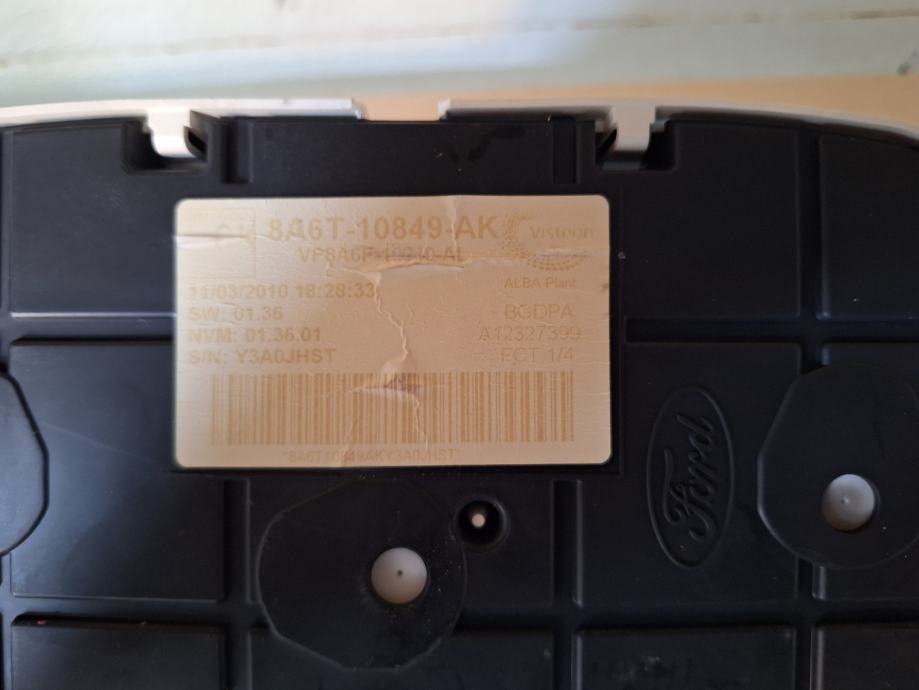 8A6T-10849-AK
Visteon
ALBA Plant
11/03/2010 18:28:33
SW: 01.36
BGDPA
NVM: 01.36.01
A12327399
S/N: Y3A0JHST
FCT 1/4
*8A6T10849AKY3A0JHST*
Ford